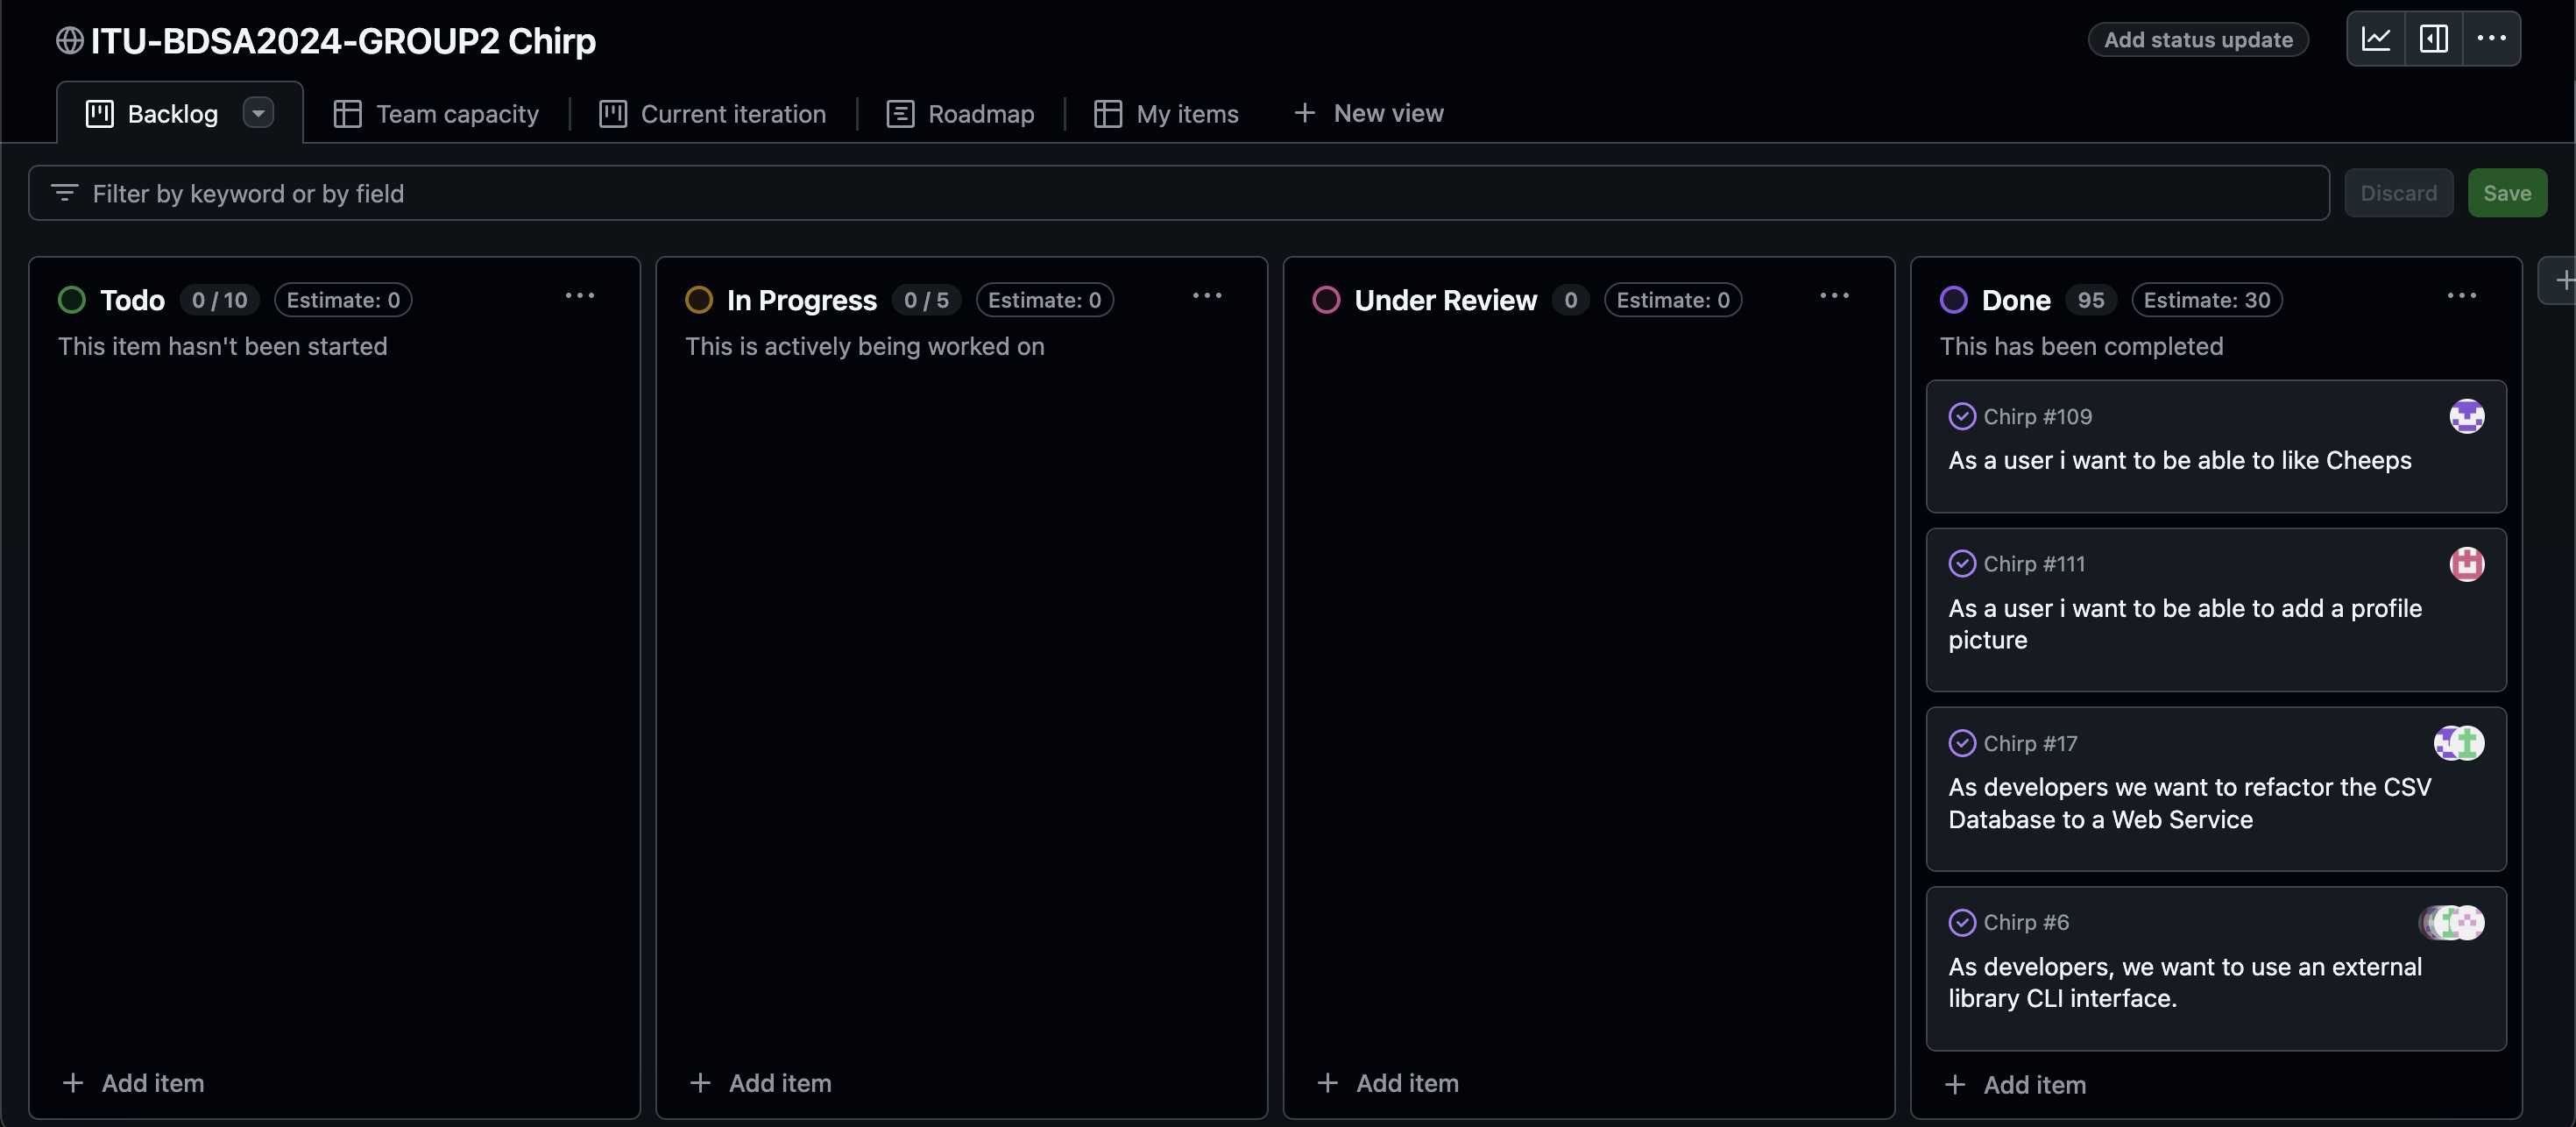 ITU-BDSA2024-GROUP2 Chirp
Add status update
Backlog
Team capacity
Current iteration
Roadmap
My items
New view
Filter by keyword or by field
Discard
Save
Todo 0 / 10 Estimate: 0
This item hasn't been started
Add item
In Progress 0 / 5 Estimate: 0
This is actively being worked on
Add item
Under Review 0 Estimate: 0
Add item
Done 95 Estimate: 30
This has been completed
Chirp #109
As a user i want to be able to like Cheeps
Chirp #111
As a user i want to be able to add a profile
picture
Chirp #17
As developers we want to refactor the CSV
Database to a Web Service
Chirp #6
As developers, we want to use an external
library CLI interface.
Add item